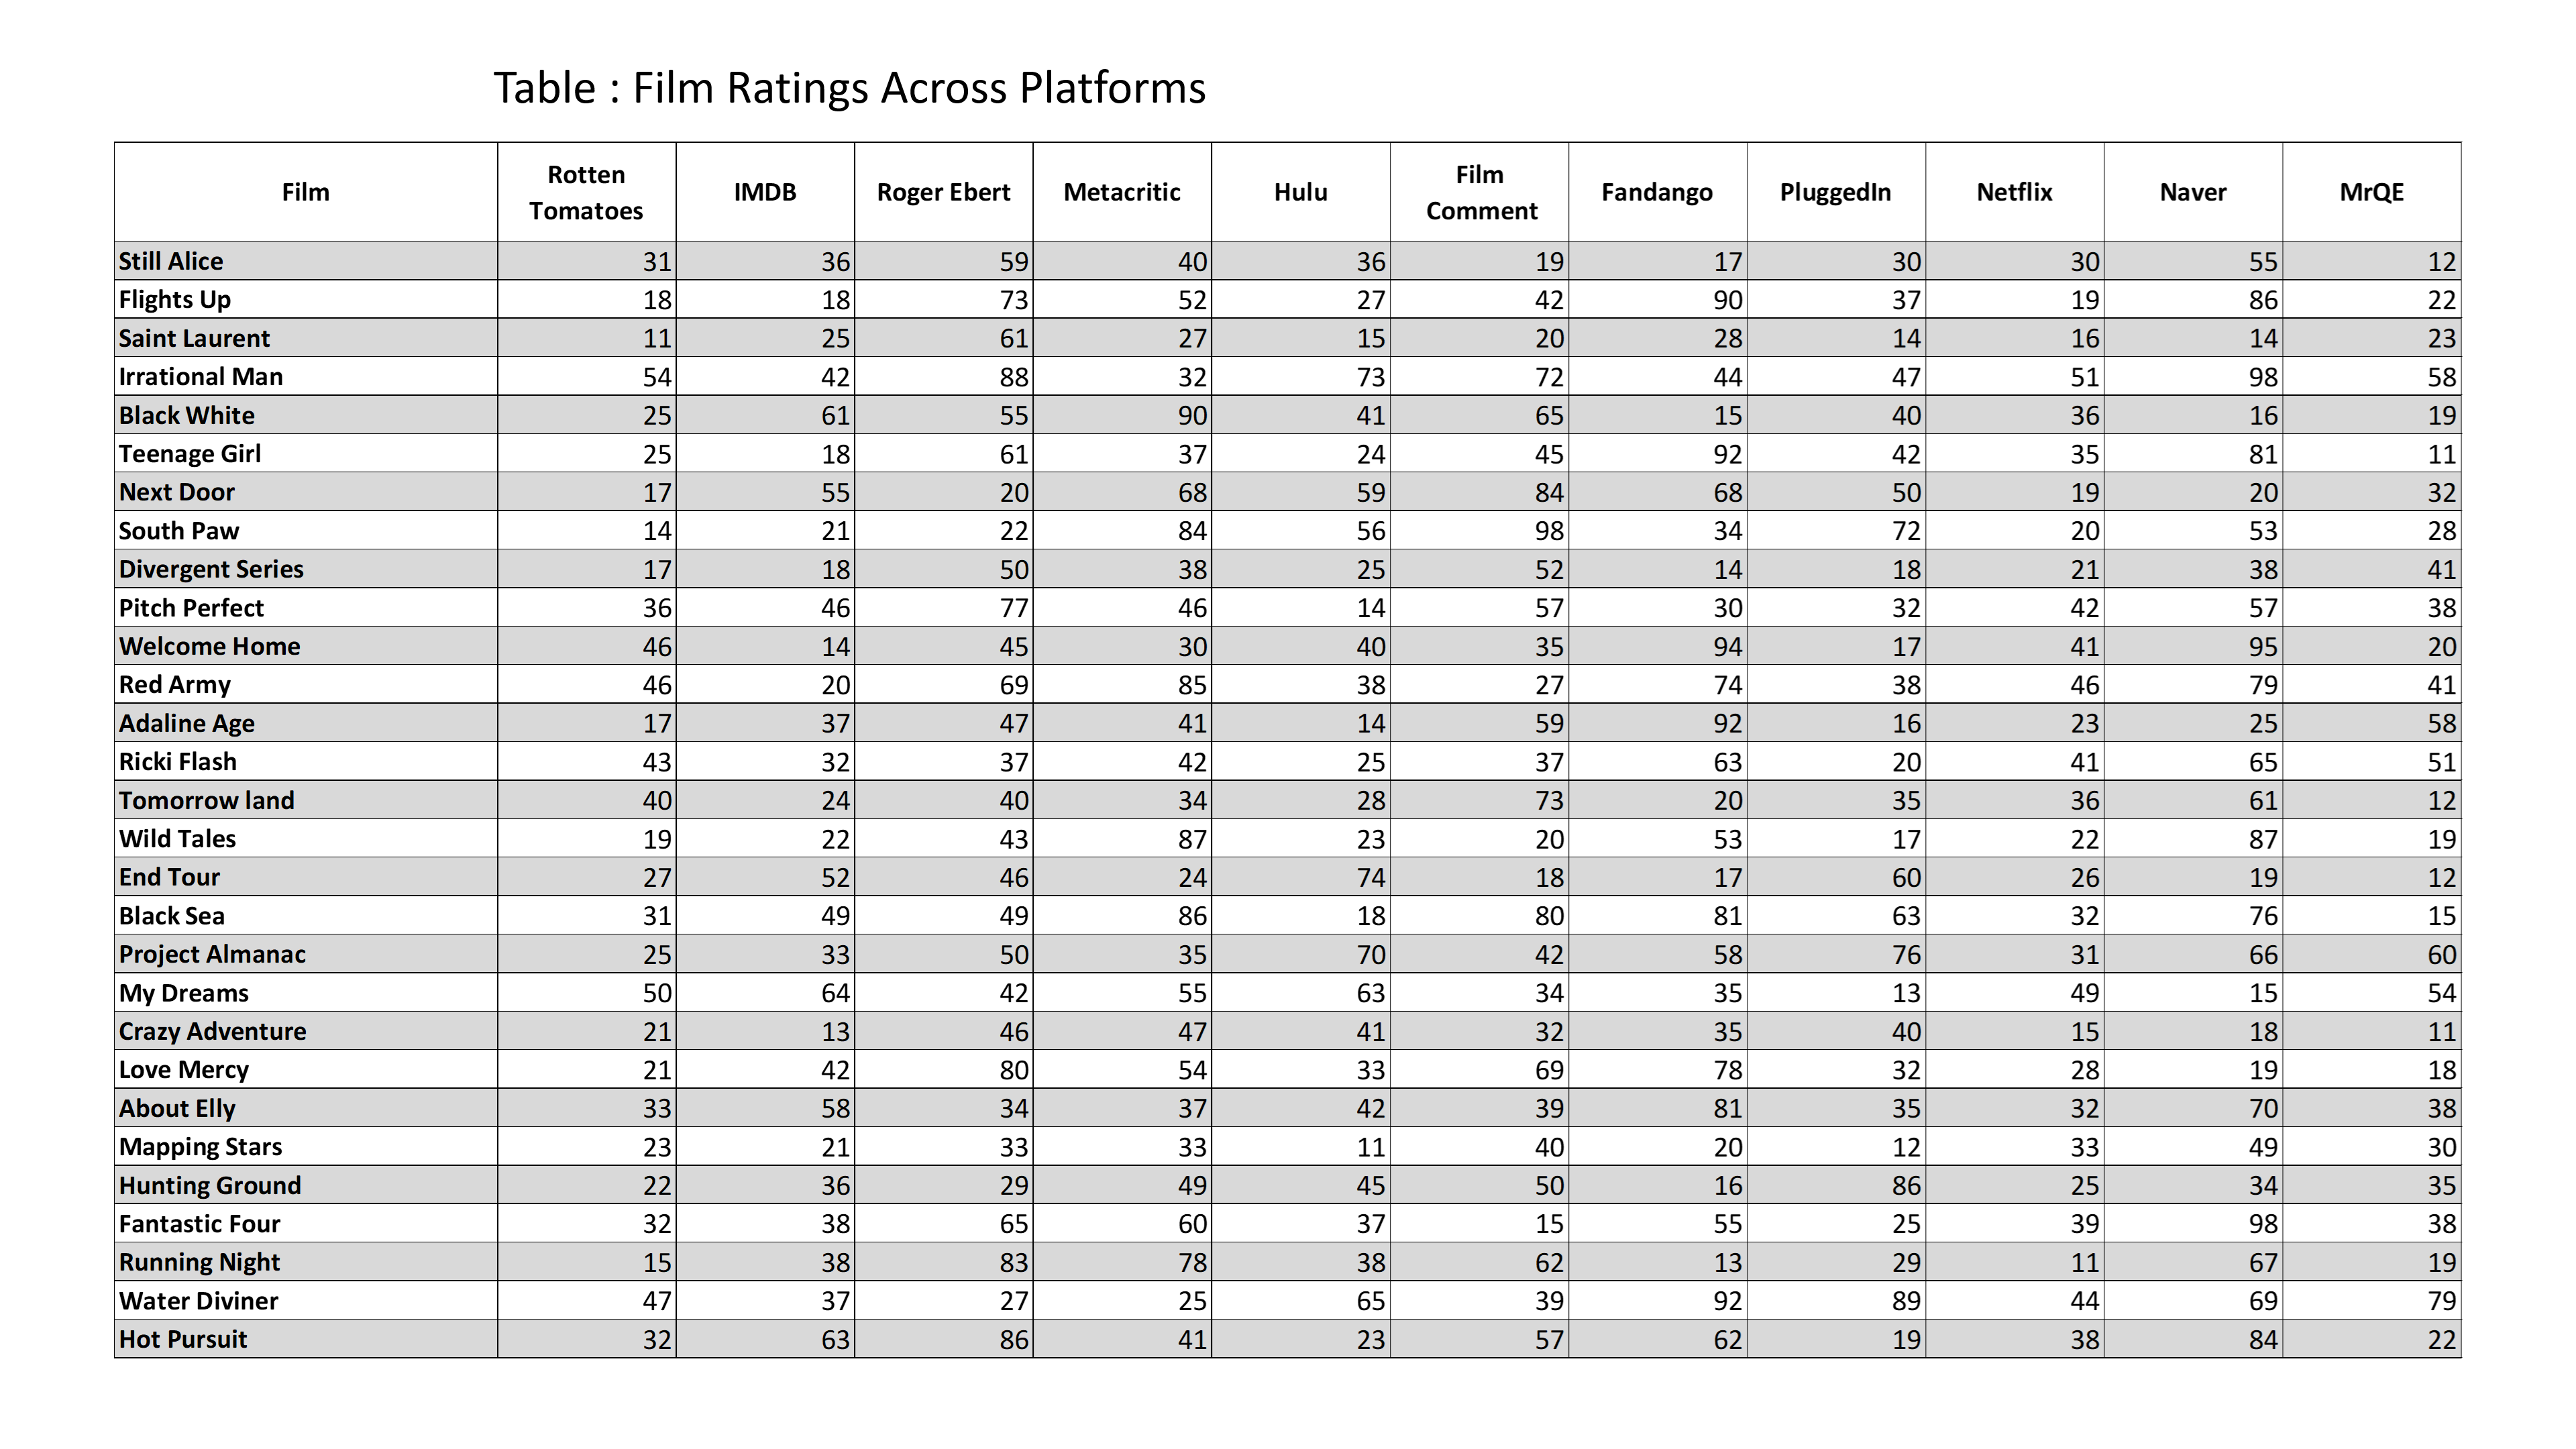 Table : Film Ratings Across Platforms
Film Rotten Tomatoes IMDB Roger Ebert Metacritic Hulu Film Comment Fandango PluggedIn Netflix Naver MrQE
Still Alice 31 36 59 40 36 19 17 30 30 55 12
Flights Up 18 18 73 52 27 42 90 37 19 86 22
Saint Laurent 11 25 61 27 15 20 28 14 16 14 23
Irrational Man 54 42 88 32 73 72 44 47 51 98 58
Black White 25 61 55 90 41 65 15 40 36 16 19
Teenage Girl 25 18 61 37 24 45 92 42 35 81 11
Next Door 17 55 20 68 59 84 68 50 19 20 32
South Paw 14 21 22 84 56 98 34 72 20 53 28
Divergent Series 17 18 50 38 25 52 14 18 21 38 41
Pitch Perfect 36 46 77 46 14 57 30 32 42 57 38
Welcome Home 46 14 45 30 40 35 94 17 41 95 20
Red Army 46 20 69 85 38 27 74 38 46 79 41
Adaline Age 17 37 47 41 14 59 92 16 23 25 58
Ricki Flash 43 32 37 42 25 37 63 20 41 65 51
Tomorrow land 40 24 40 34 28 73 20 35 36 61 12
Wild Tales 19 22 43 87 23 20 53 17 22 87 19
End Tour 27 52 46 24 74 18 17 60 26 19 12
Black Sea 31 49 49 86 18 80 81 63 32 76 15
Project Almanac 25 33 50 35 70 42 58 76 31 66 60
My Dreams 50 64 42 55 63 34 35 13 49 15 54
Crazy Adventure 21 13 46 47 41 32 35 40 15 18 11
Love Mercy 21 42 80 54 33 69 78 32 28 19 18
About Elly 33 58 34 37 42 39 81 35 32 70 38
Mapping Stars 23 21 33 33 11 40 20 12 33 49 30
Hunting Ground 22 36 29 49 45 50 16 86 25 34 35
Fantastic Four 32 38 65 60 37 15 55 25 39 98 38
Running Night 15 38 83 78 38 62 13 29 11 67 19
Water Diviner 47 37 27 25 65 39 92 89 44 69 79
Hot Pursuit 32 63 86 41 23 57 62 19 38 84 22